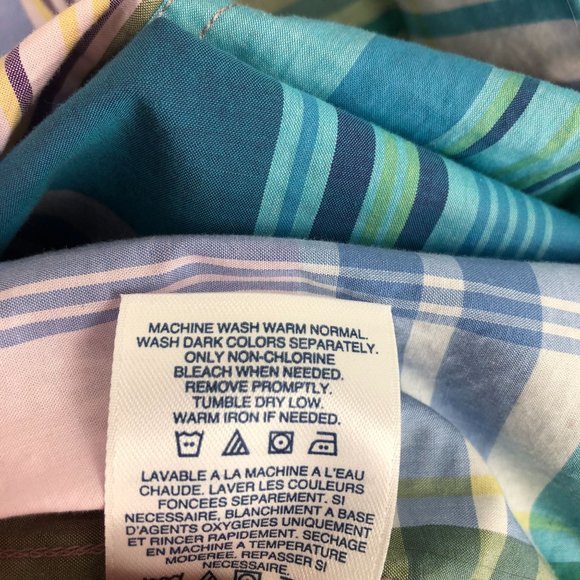 MACHINE WASH WARM NORMAL.
WASH DARK COLORS SEPARATELY.
ONLY NON-CHLORINE
BLEACH WHEN NEEDED.
REMOVE PROMPTLY.
TUMBLE DRY LOW.
WARM IRON IF NEEDED.
LAVABLE A LA MACHINE A L'EAU
CHAUDE. LAVER LES COULEURS
FONCEES SEPAREMENT. SI
NECESSAIRE, BLANCHIMENT A BASE
D'AGENTS OXYGENES UNIQUEMENT
ET RINCER RAPIDEMENT. SECHAGE
EN MACHINE A TEMPERATURE
MODEREE. REPASSER SI
NECESSAIRE.